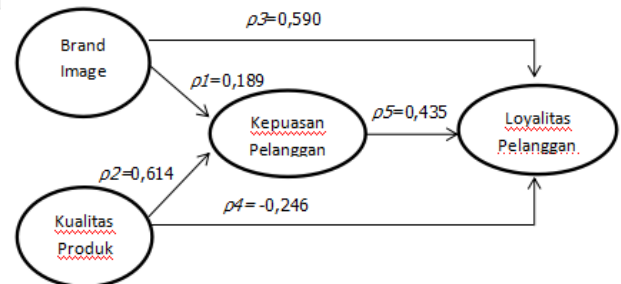 ρ3=0,590
Brand
Image
ρ1=0,189
Kepuasan
Pelanggan
ρ5=0,435
Loyalitas
Pelanggan
ρ2=0,614
ρ4= -0,246
Kualitas
Produk